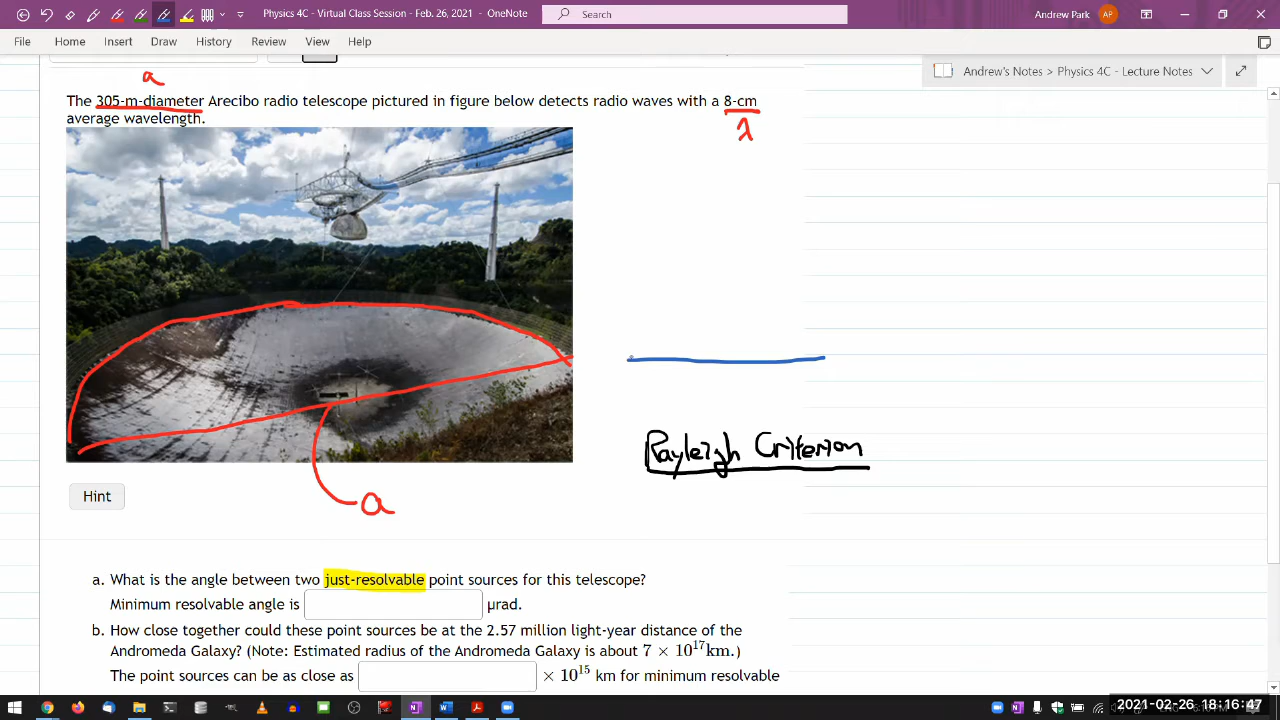 Physics 4C - Virtual Class Session - Feb. 26, 2021 - OneNote
Search
Andrew Park
AP
File Home Insert Draw History Review View Help
Andrew's Notes > Physics 4C - Lecture Notes
a
The 305-m-diameter Arecibo radio telescope pictured in figure below detects radio waves with a 8-cm
average wavelength.
λ
Rayleigh Criterion
Hint
a
a. What is the angle between two just-resolvable point sources for this telescope?
Minimum resolvable angle is μrad.
b. How close together could these point sources be at the 2.57 million light-year distance of the
Andromeda Galaxy? (Note: Estimated radius of the Andromeda Galaxy is about 7 × 10¹⁷km.)
The point sources can be as close as × 10¹⁵ km for minimum resolvable
2021-02-26 18:16:47